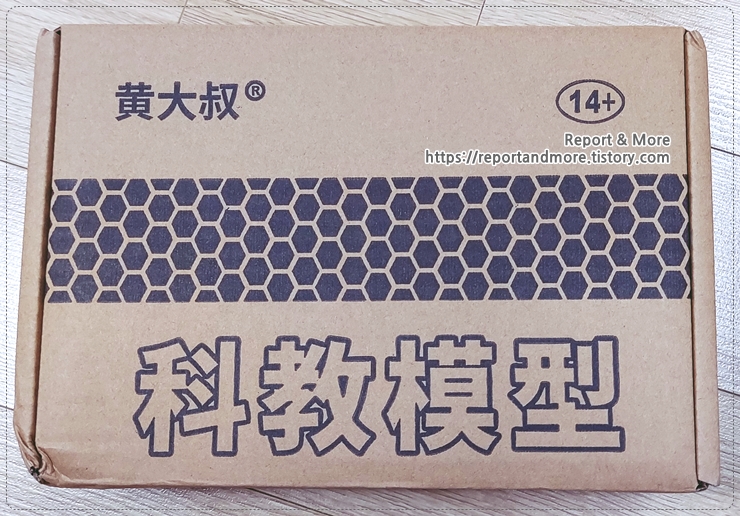 黄大叔®
14+
Report & More
https://reportandmore.tistory.com
科教模型